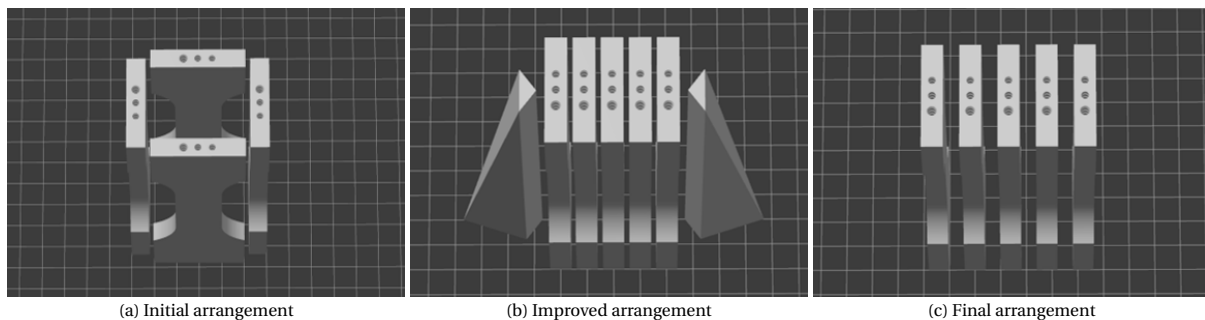 (a) Initial arrangement
(b) Improved arrangement
(c) Final arrangement